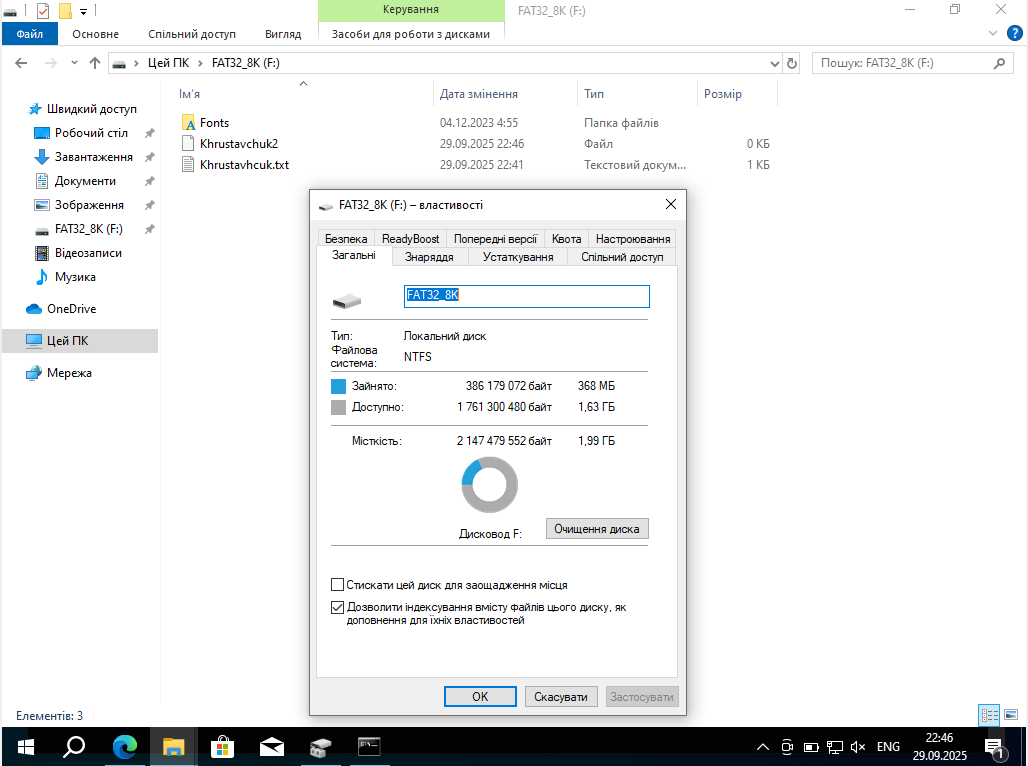 Керування
FAT32_8K (F:)
Файл
Основне
Спільний доступ
Вигляд
Засоби для роботи з дисками
Цей ПК
FAT32_8K (F:)
Пошук: FAT32_8K (F:)
Швидкий доступ
Робочий стіл
Завантаження
Документи
Зображення
FAT32_8K (F:)
Відеозаписи
Музика
OneDrive
Цей ПК
Мережа
Ім'я
Дата змінення
Тип
Розмір
Fonts
04.12.2023 4:55
Папка файлів
Khrustavchuk2
29.09.2025 22:46
Файл
0 КБ
Khrustavhcuk.txt
29.09.2025 22:41
Текстовий докум...
1 КБ
FAT32_8K (F:) – властивості
Безпека
ReadyBoost
Попередні версії
Квота
Настроювання
Загальні
Знаряддя
Устаткування
Спільний доступ
FAT32_8K
Тип:
Локальний диск
Файлова
система:
NTFS
Зайнято:
386 179 072 байт
368 МБ
Доступно:
1 761 300 480 байт
1,63 ГБ
Місткість:
2 147 479 552 байт
1,99 ГБ
Дисковод F:
Очищення диска
Стискати цей диск для заощадження місця
Дозволити індексування вмісту файлів цього диску, як
доповнення для їхніх властивостей
ОК
Скасувати
Застосувати
Елементів: 3
ENG
22:46
29.09.2025
1